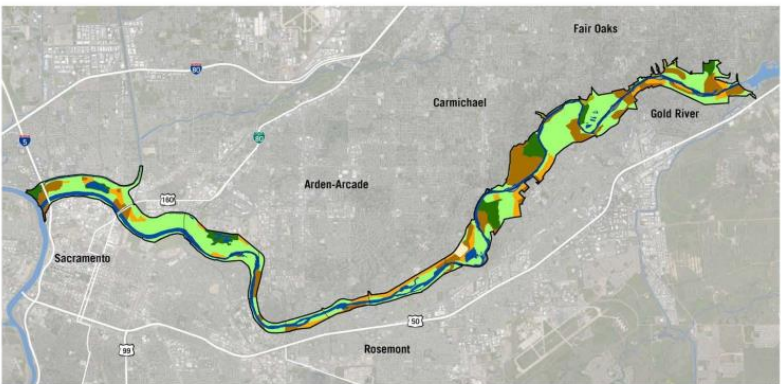 Fair Oaks
80
Carmichael
Gold River
5
80
Arden-Arcade
160
Sacramento
50
99
Rosemont